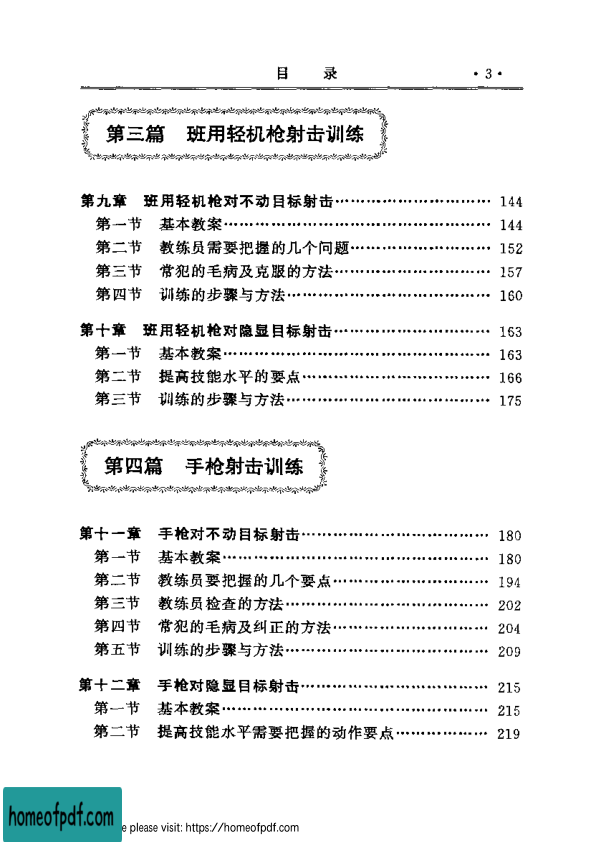 目 录 ·3·
第三篇 班用轻机枪射击训练
第九章 班用轻机枪对不动目标射击…………………………144
第一节 基本教案……………………………………………144
第二节 教练员需要把握的几个问题………………………152
第三节 常犯的毛病及克服的方法…………………………157
第四节 训练的步骤与方法…………………………………160
第十章 班用轻机枪对隐显目标射击…………………………163
第一节 基本教案……………………………………………163
第二节 提高技能水平的要点………………………………166
第三节 训练的步骤与方法…………………………………175
第四篇 手枪射击训练
第十一章 手枪对不动目标射击………………………………180
第一节 基本教案……………………………………………180
第二节 教练员要把握的几个要点…………………………194
第三节 教练员检查的方法…………………………………202
第四节 常犯的毛病及纠正的方法…………………………204
第五节 训练的步骤与方法…………………………………209
第十二章 手枪对隐显目标射击………………………………215
第一节 基本教案……………………………………………215
第二节 提高技能水平需要把握的动作要点………………219
homeofpdf.com
e please visit: https://homeofpdf.com